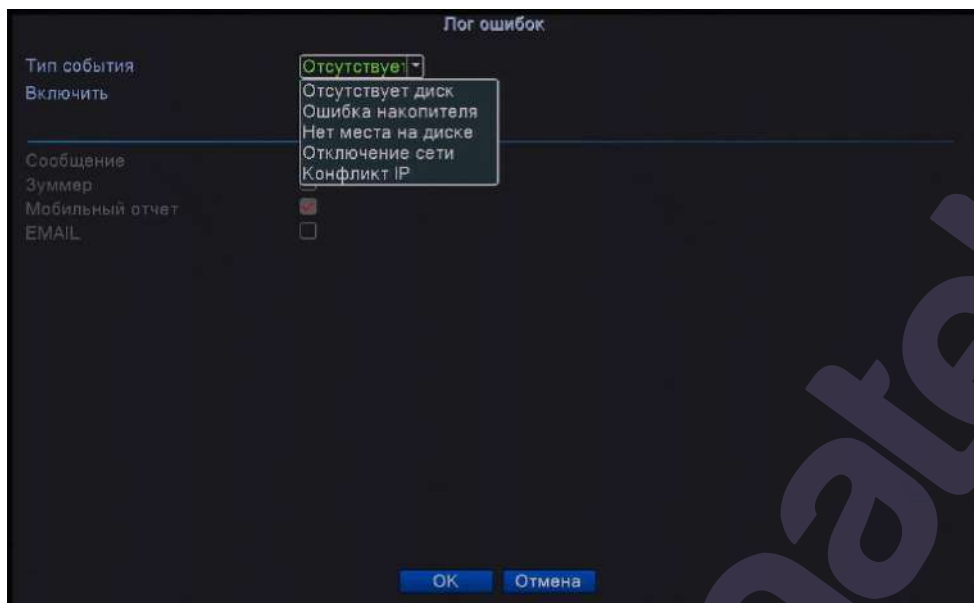 Лог ошибок
Тип события Отсутствует
Включить
Отсутствует диск
Ошибка накопителя
Нет места на диске
Отключение сети
Конфликт IP
Сообщение
Зуммер
Мобильный отчет
EMAIL
OK Отмена